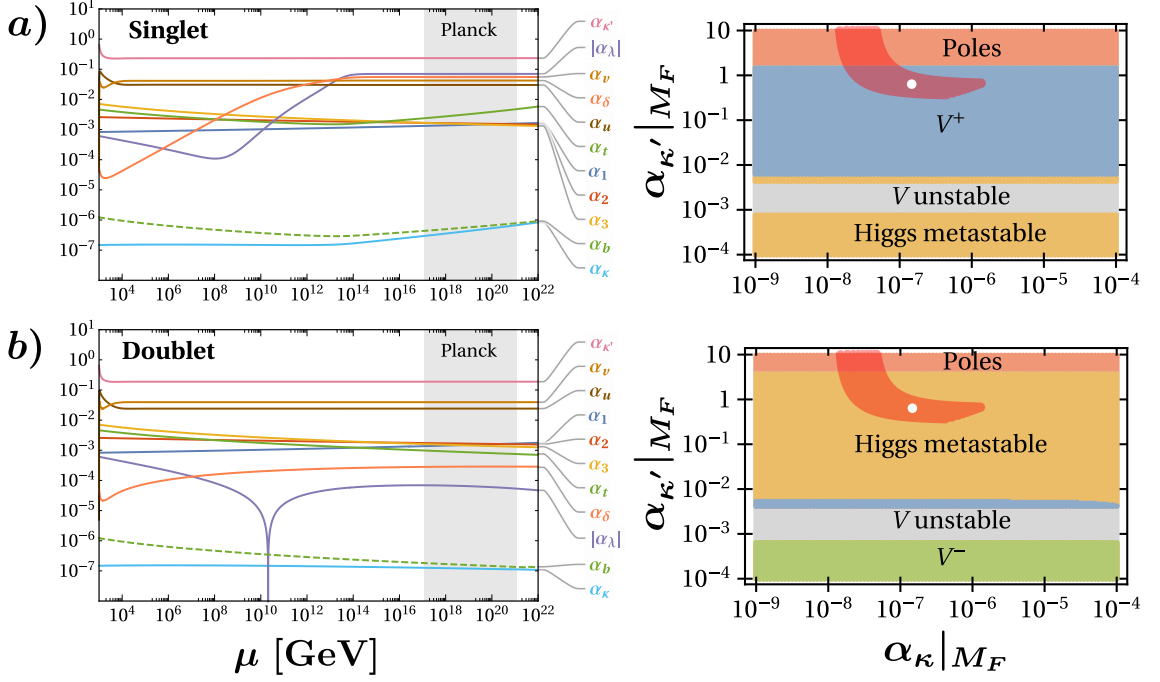 a)
Singlet
Planck
10^1
10^0
10^-1
10^-2
10^-3
10^-4
10^-5
10^-6
10^-7
10^4
10^6
10^8
10^10
10^12
10^14
10^16
10^18
10^20
10^22
α_κ'
|α_λ|
α_v
α_δ
α_u
α_t
α_1
α_2
α_3
α_b
α_κ
α_κ'|M_F
10
1
10^-1
10^-2
10^-3
10^-4
Poles
V^+
V unstable
Higgs metastable
10^-9
10^-8
10^-7
10^-6
10^-5
10^-4
b)
Doublet
Planck
10^1
10^0
10^-1
10^-2
10^-3
10^-4
10^-5
10^-6
10^-7
10^4
10^6
10^8
10^10
10^12
10^14
10^16
10^18
10^20
10^22
μ [GeV]
α_κ'
α_v
α_u
α_1
α_2
α_3
α_t
α_δ
|α_λ|
α_b
α_κ
α_κ'|M_F
10
1
10^-1
10^-2
10^-3
10^-4
Poles
Higgs metastable
V unstable
V^-
10^-9
10^-8
10^-7
10^-6
10^-5
10^-4
α_κ|M_F